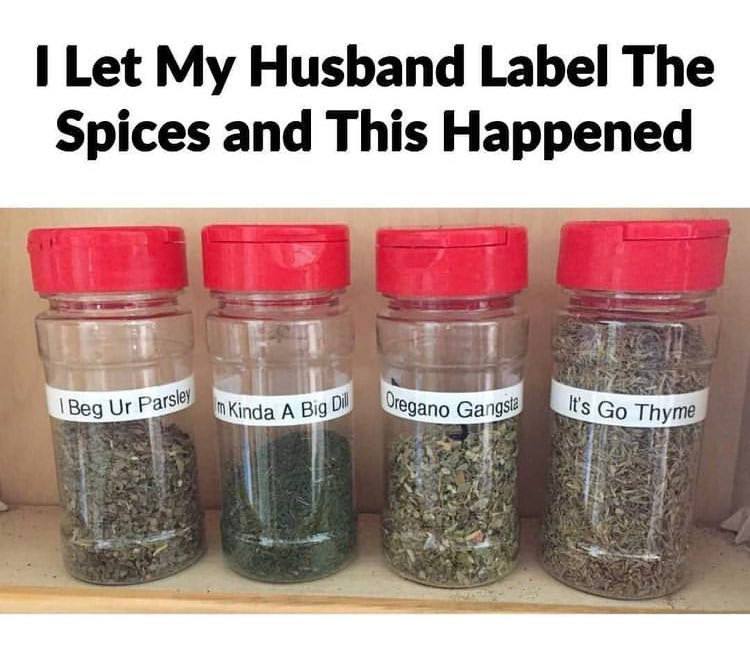 I Let My Husband Label The
Spices and This Happened
I Beg Ur Parsley
m Kinda A Big Dill
Oregano Gangsta
It's Go Thyme